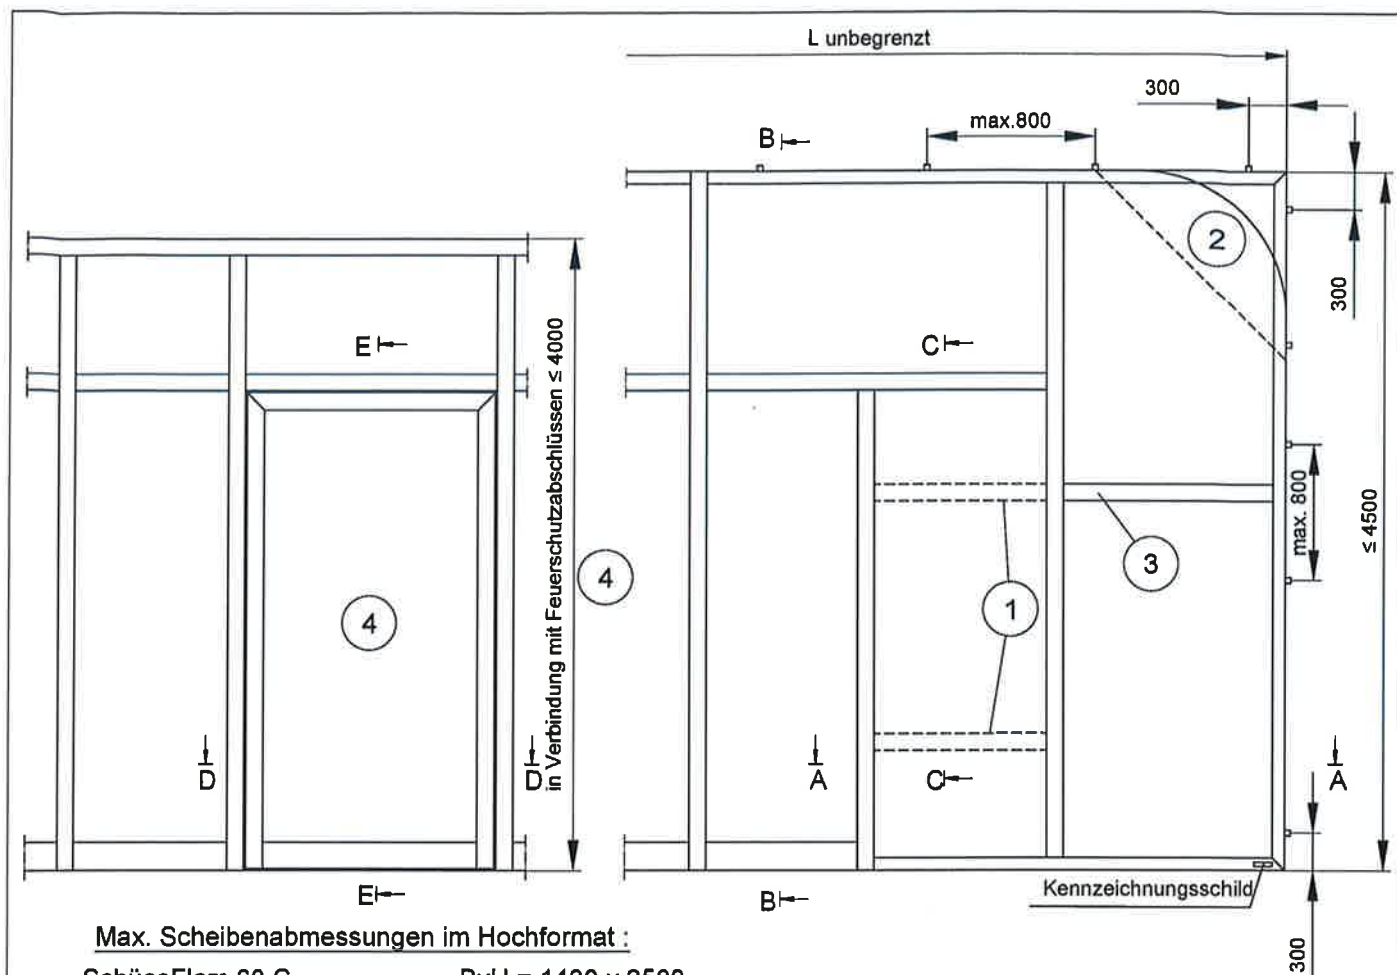 L unbegrenzt
300
max.800
B
2
300
E
C
in Verbindung mit Feuerschutzabschlüssen ≤ 4000
4
4
1
3
max. 800
≤ 4500
D
D
A
C
A
E
B
Kennzeichnungsschild
300
Max. Scheibenabmessungen im Hochformat :